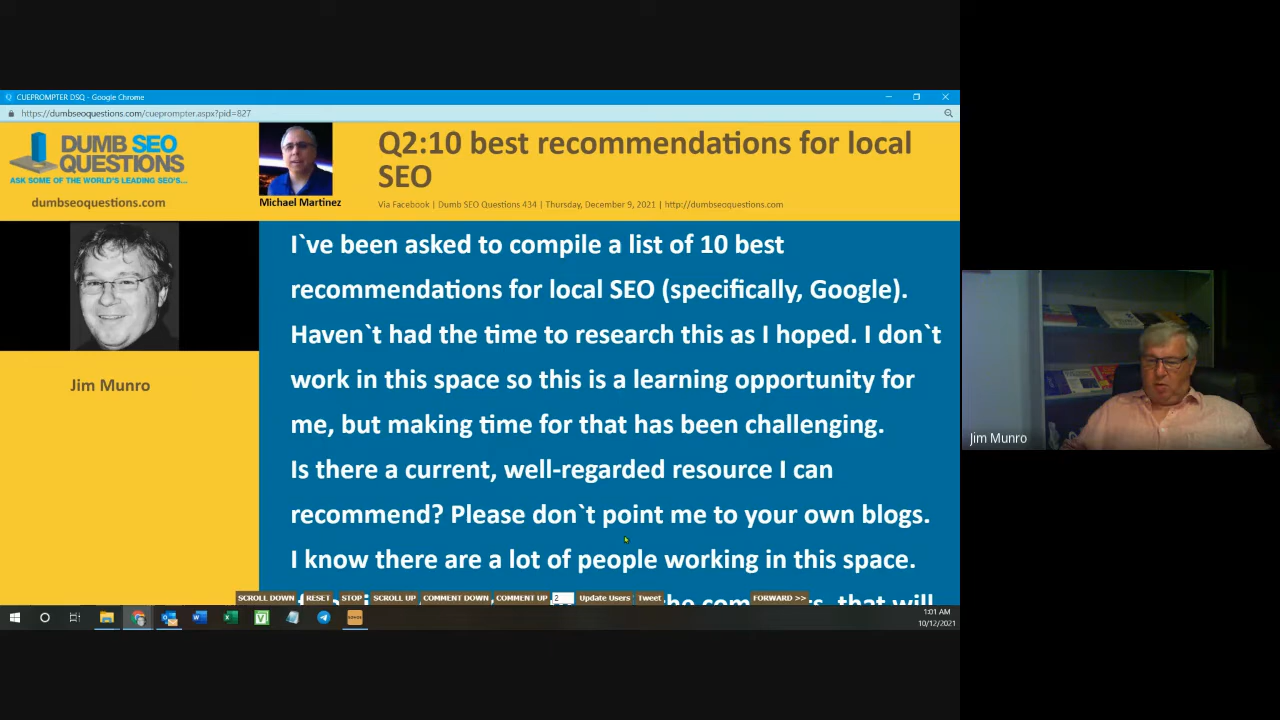 CUEPROMPTER DSQ - Google Chrome
https://dumbseoquestions.com/cueprompter.aspx?pid=827
DUMB SEO
QUESTIONS
ASK SOME OF THE WORLD'S LEADING SEO'S...
dumbseoquestions.com
Michael Martinez
Q2:10 best recommendations for local
SEO
Via Facebook | Dumb SEO Questions 434 | Thursday, December 9, 2021 | http://dumbseoquestions.com
Jim Munro
I`ve been asked to compile a list of 10 best
recommendations for local SEO (specifically, Google).
Haven`t had the time to research this as I hoped. I don`t
work in this space so this is a learning opportunity for
me, but making time for that has been challenging.
Is there a current, well-regarded resource I can
recommend? Please don`t point me to your own blogs.
I know there are a lot of people working in this space.
that will
SCROLL DOWN RESET STOP SCROLL UP COMMENT DOWN COMMENT UP 2 Update Users Tweet FORWARD >>
1:01 AM
10/12/2021
Jim Munro